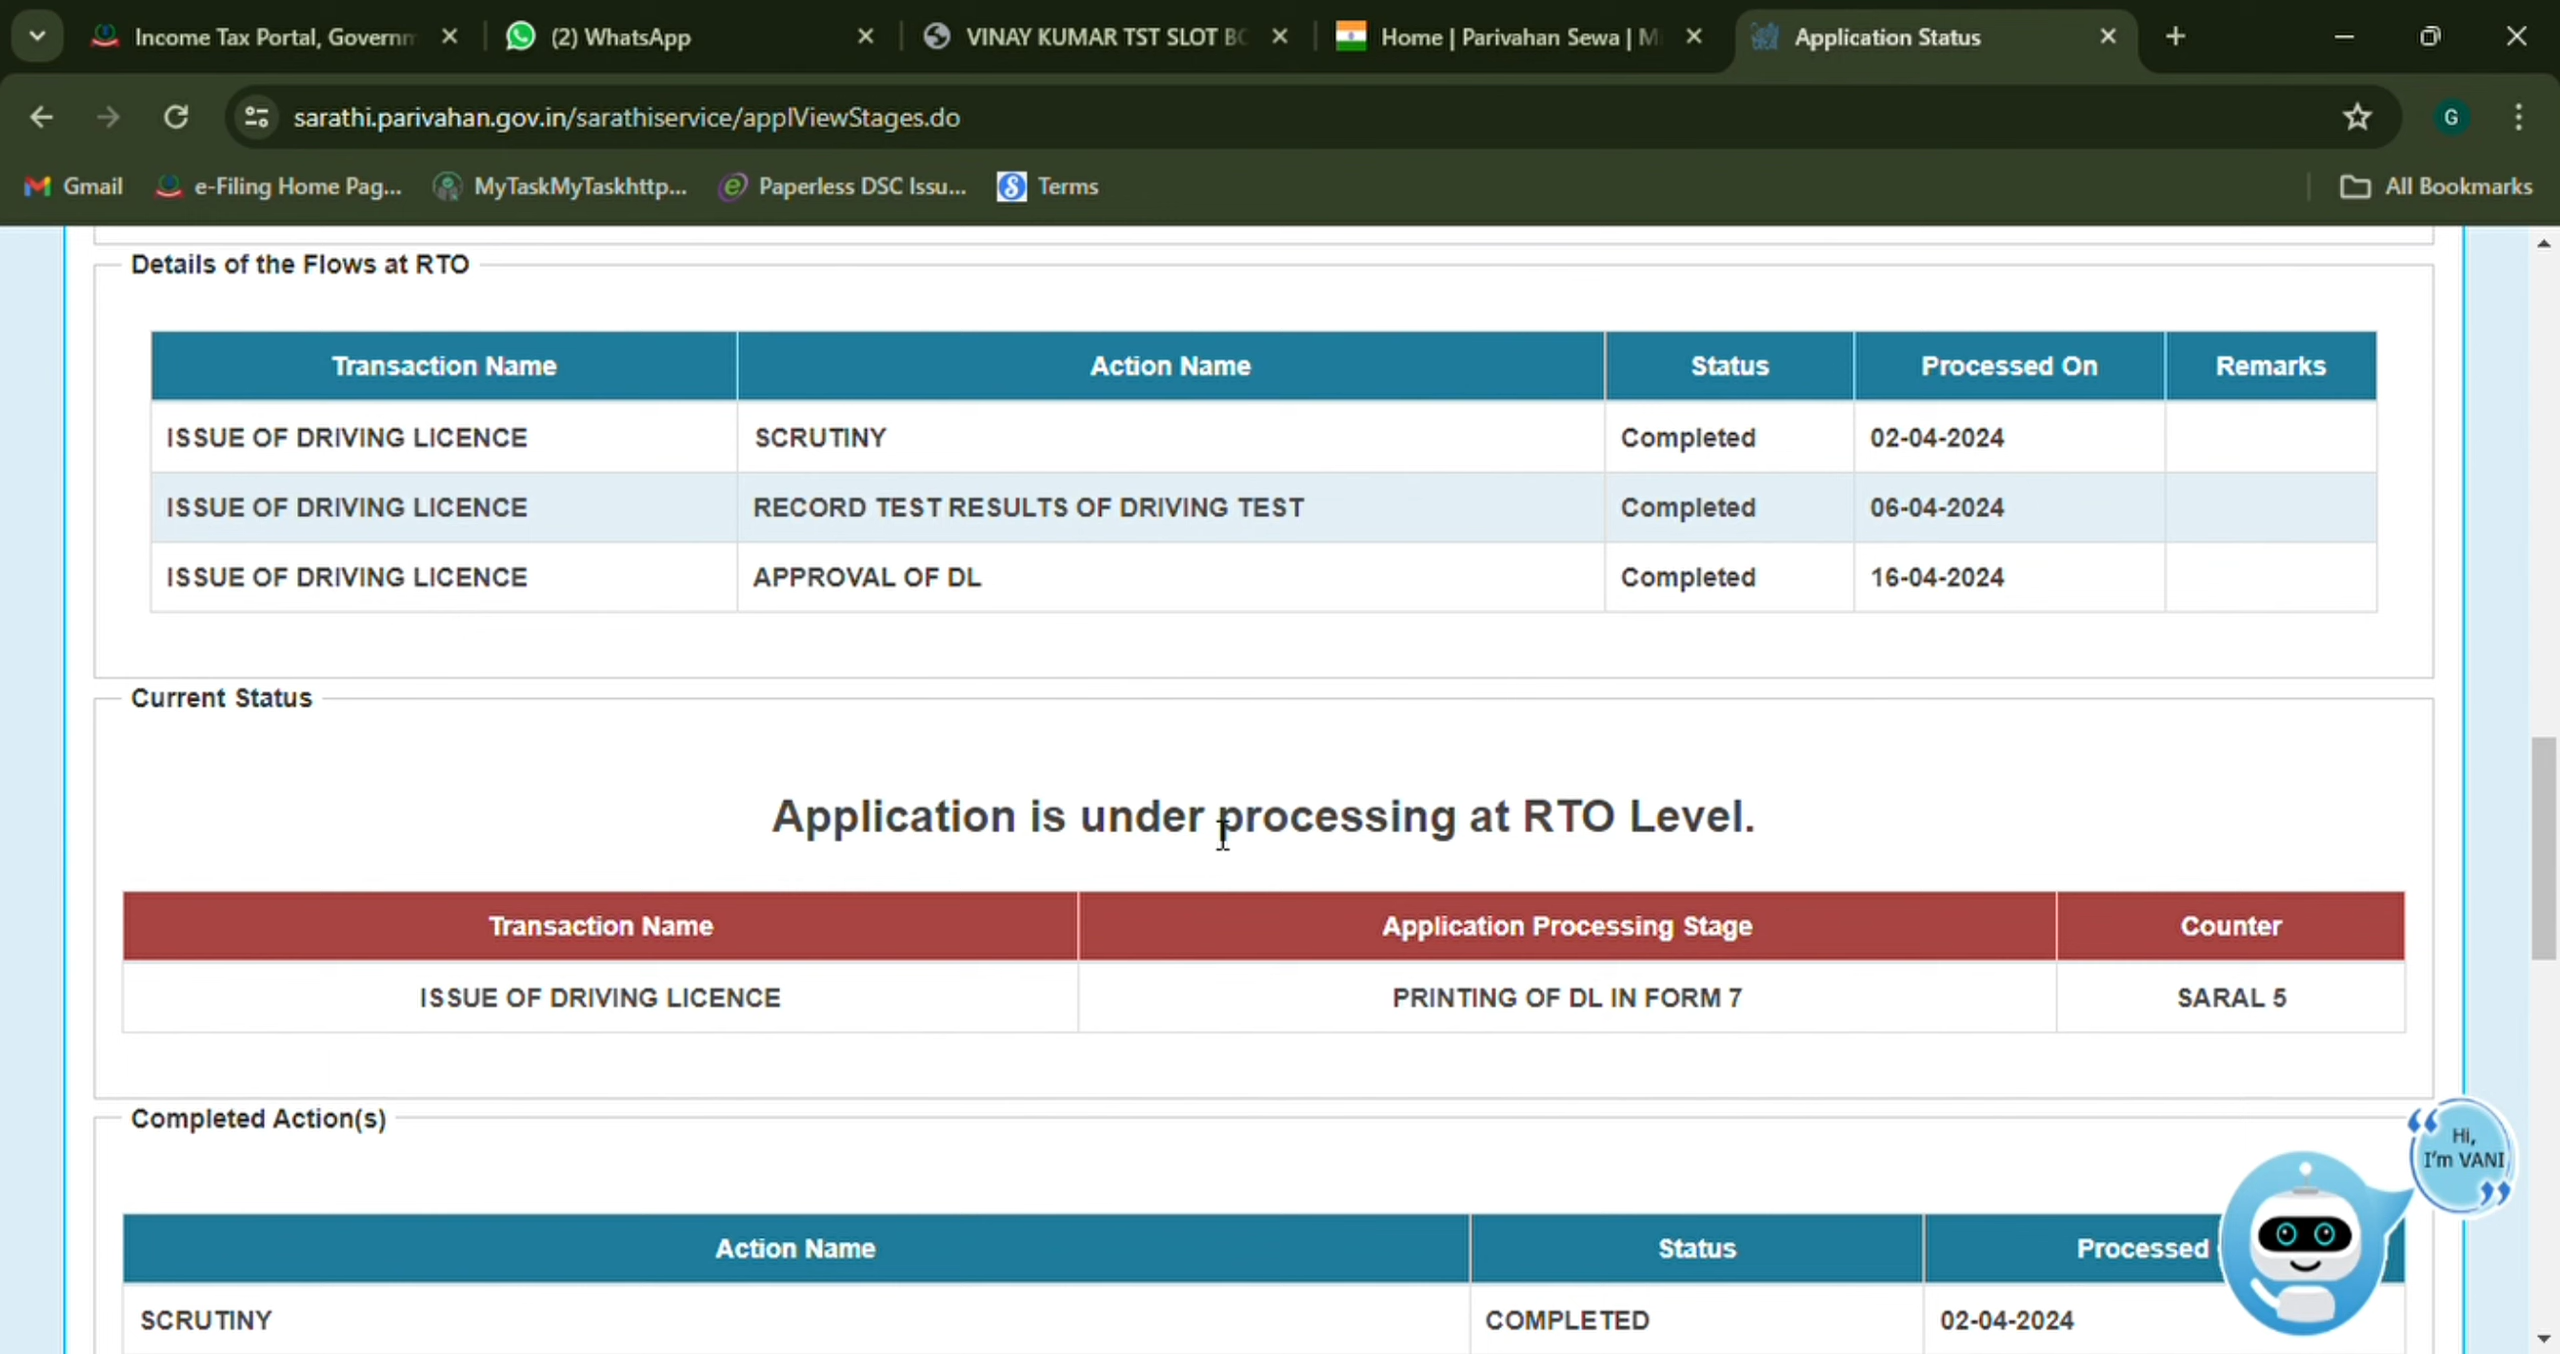 Income Tax Portal, Governm
(2) WhatsApp
VINAY KUMAR TST SLOT BO
Home | Parivahan Sewa | M
Application Status
sarathi.parivahan.gov.in/sarathiservice/applViewStages.do
G
Gmail
e-Filing Home Pag...
MyTaskMyTaskhttp...
Paperless DSC Issu...
Terms
All Bookmarks
Details of the Flows at RTO
Transaction Name Action Name Status Processed On Remarks
ISSUE OF DRIVING LICENCE SCRUTINY Completed 02-04-2024
ISSUE OF DRIVING LICENCE RECORD TEST RESULTS OF DRIVING TEST Completed 06-04-2024
ISSUE OF DRIVING LICENCE APPROVAL OF DL Completed 16-04-2024
Current Status
Application is under processing at RTO Level.
Transaction Name Application Processing Stage Counter
ISSUE OF DRIVING LICENCE PRINTING OF DL IN FORM 7 SARAL 5
Completed Action(s)
Hi,
I'm VANI
Action Name Status Processed
SCRUTINY COMPLETED 02-04-2024